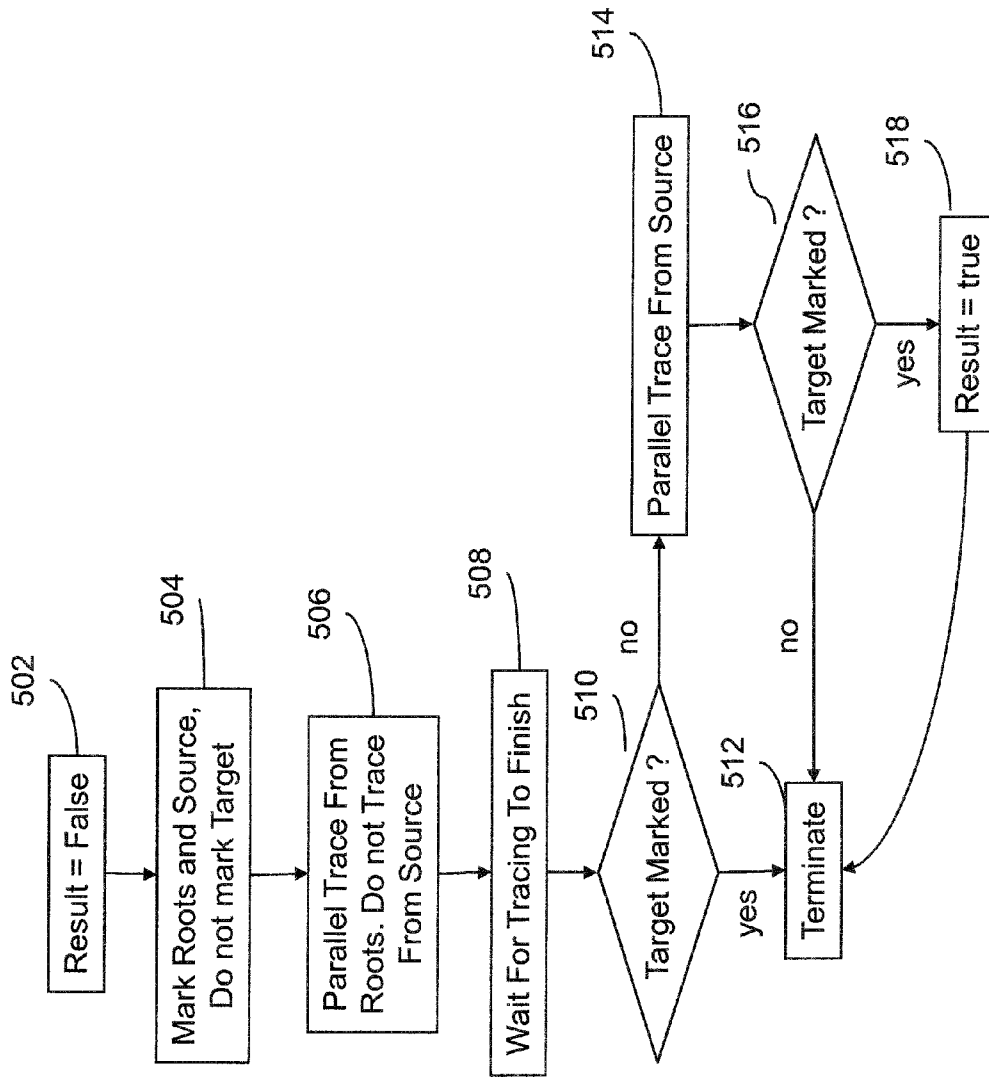 502
Result = False
504
Mark Roots and Source,
Do not mark Target
506
Parallel Trace From
Roots. Do not Trace
From Source
508
Wait For Tracing To Finish
510
Target Marked ?
no
yes
512
Terminate
514
Parallel Trace From Source
516
Target Marked ?
no
yes
518
Result = true